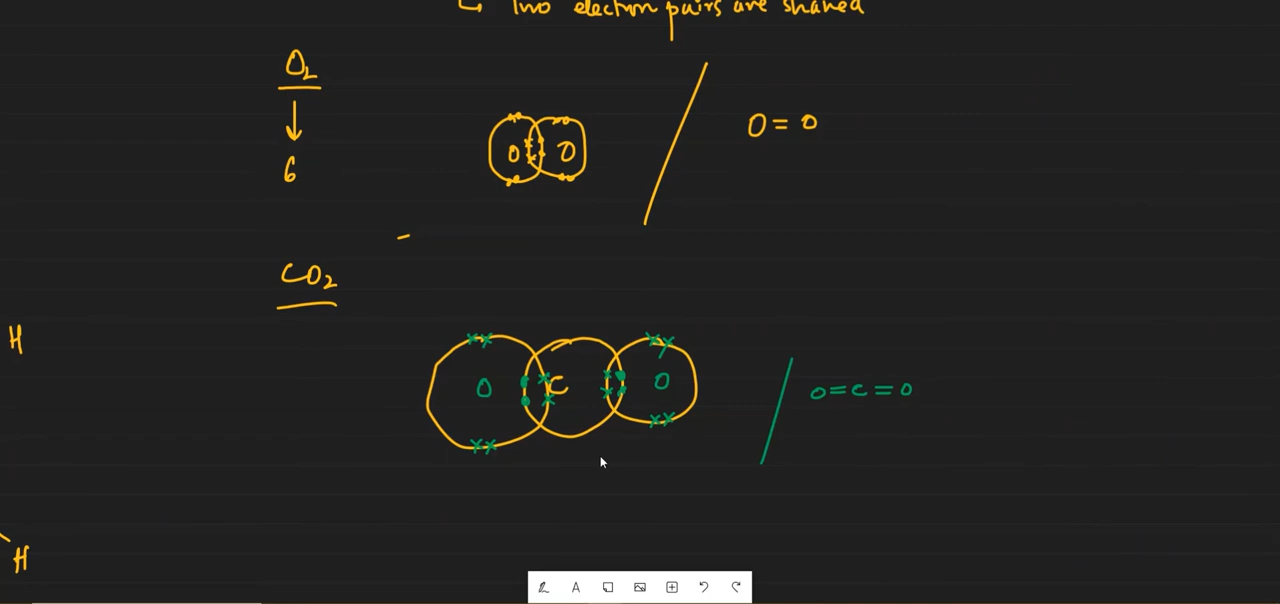 ↳ Two electron pairs are shared
O₂
↓
6
O O
O = O
CO₂
H
O C O
O = C = O
H
A